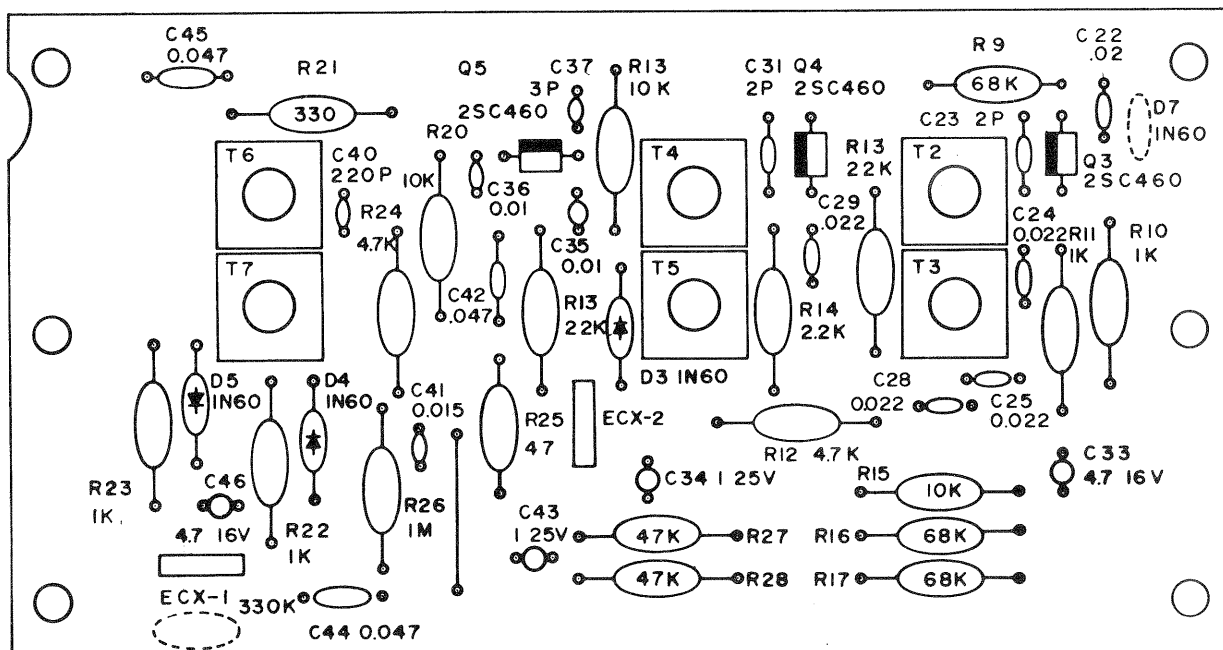 C45
0.047
R21
330
Q5
2SC460
C37
3P
R13
10K
C31
2P
Q4
2SC460
R9
68K
C22
.02
D7
1N60
C23 2P
Q3
2SC460
T6
C40
220P
R20
10K
C36
0.01
T4
R13
22K
T2
C29
.022
C24
0.022
R11
1K
R10
1K
R24
4.7K
C35
0.01
T7
C42
.047
R13
22K
T5
R14
2.2K
T3
D3 1N60
D5
1N60
D4
1N60
C41
0.015
R25
47
ECX-2
C28
0.022
C25
0.022
R12 4.7K
R23
1K.
C46
4.7 16V
R22
1K
R26
1M
C34 1 25V
C33
4.7 16V
R15
10K
C43
1 25V
47K
R27
R16
68K
47K
R28
R17
68K
ECX-1
330K
C44 0.047